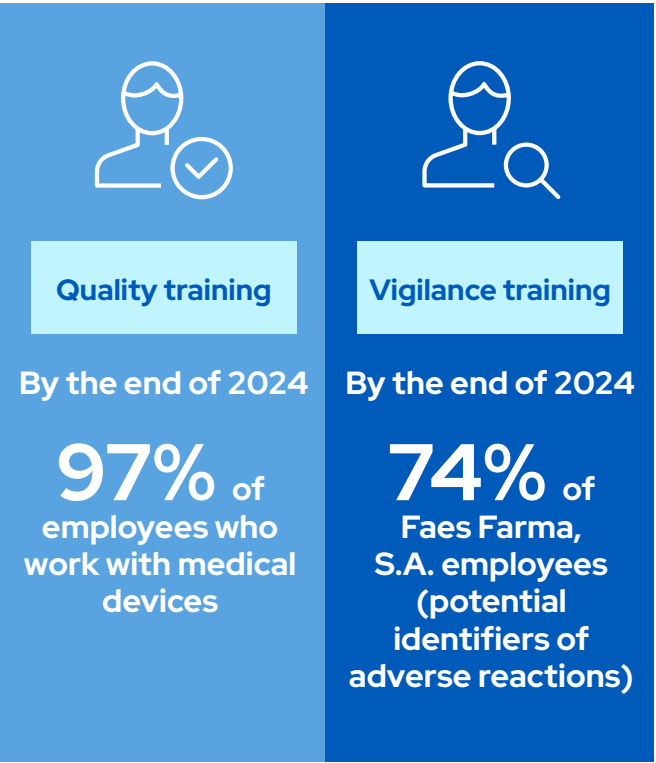 Quality training
By the end of 2024
97% of
employees who
work with medical
devices
Vigilance training
By the end of 2024
74% of
Faes Farma,
S.A. employees
(potential
identifiers of
adverse reactions)